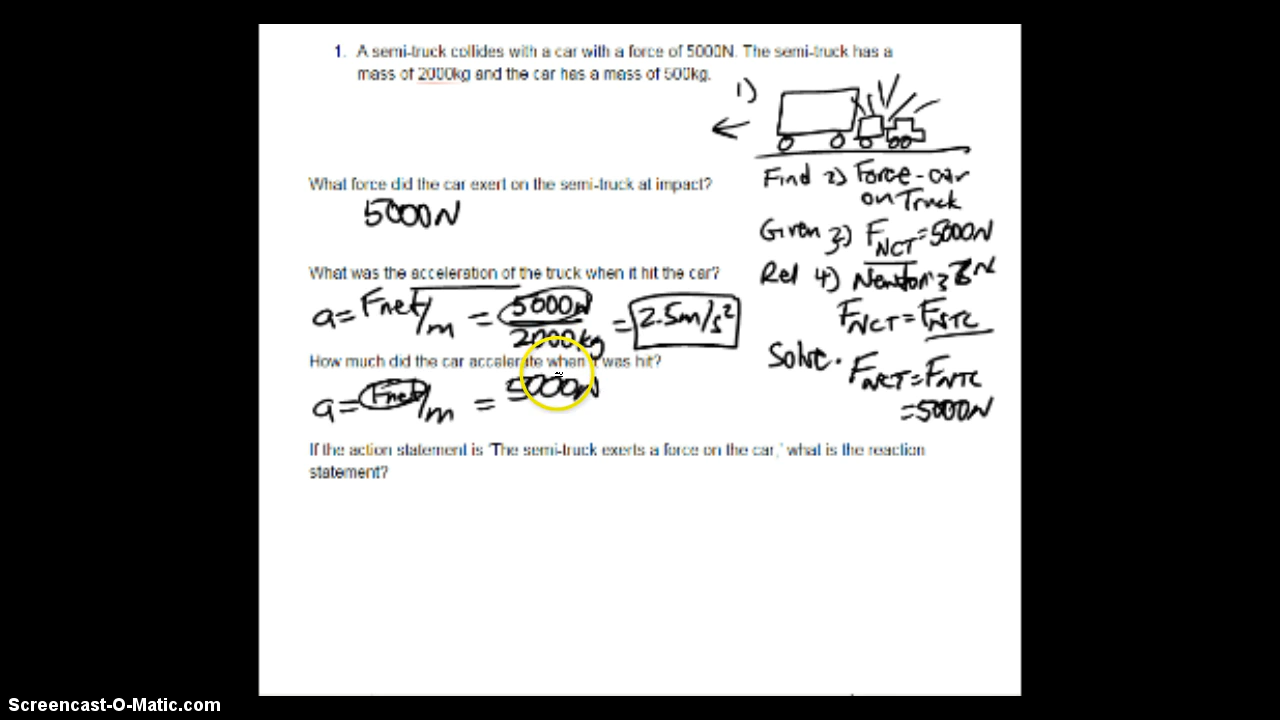 1. A semi-truck collides with a car with a force of 5000N. The semi-truck has a
mass of 2000kg and the car has a mass of 500kg.
1)
What force did the car exert on the semi-truck at impact?
5000N
Find 2) Force - car
on Truck
Given 3) FNCT = 5000N
What was the acceleration of the truck when it hit the car?
Rel 4)
a = Fnet/m = 5000N/2000kg = 2.5m/s²
FNCT = FNTC
How much did the car accelerate when it was hit?
a = Fnet/m = 5000N
Solve.
FNCT = FNTC
= 5000N
If the action statement is 'The semi-truck exerts a force on the car,' what is the reaction
statement?
Screencast-O-Matic.com